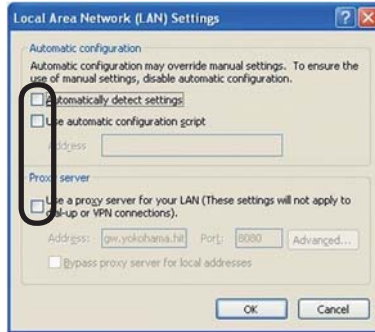 Local Area Network (LAN) Settings
Automatic configuration
Automatic configuration may override manual settings. To ensure the
use of manual settings, disable automatic configuration.
Automatically detect settings
Use automatic configuration script
Address
Proxy server
Use a proxy server for your LAN (These settings will not apply to
dial-up or VPN connections).
Address: gw.yokohama.hit Port: 8080 Advanced...
Bypass proxy server for local addresses
OK Cancel